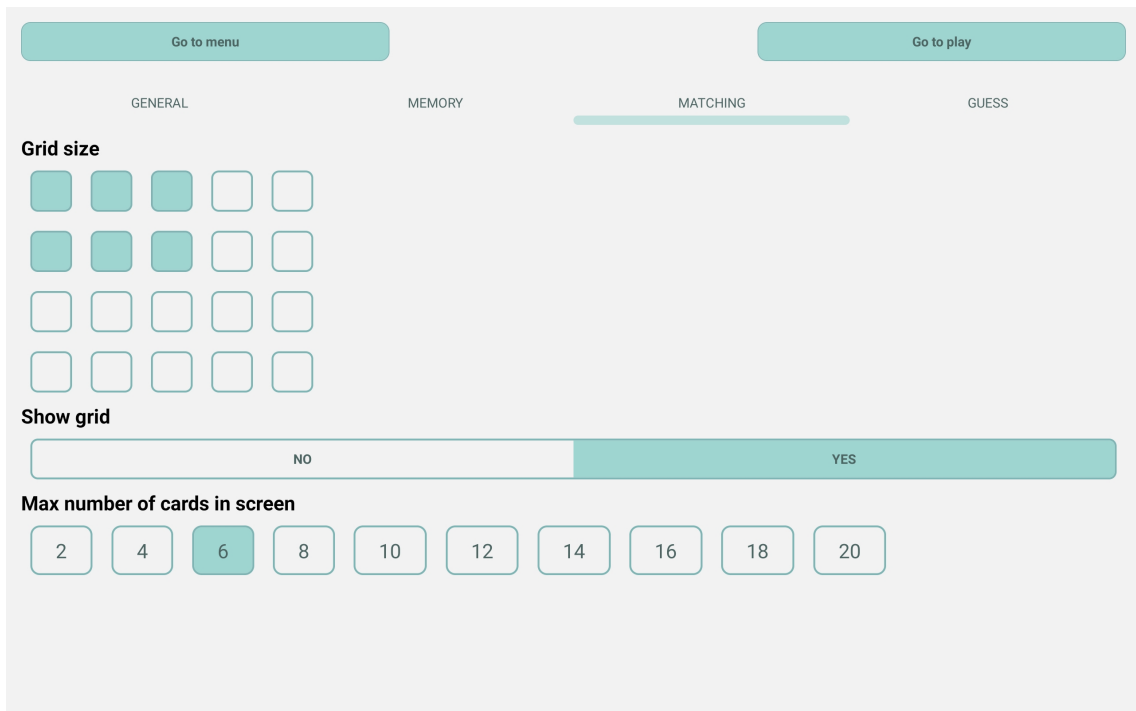 Go to menu
Go to play
GENERAL
MEMORY
MATCHING
GUESS
Grid size
Show grid
NO
YES
Max number of cards in screen
2
4
6
8
10
12
14
16
18
20